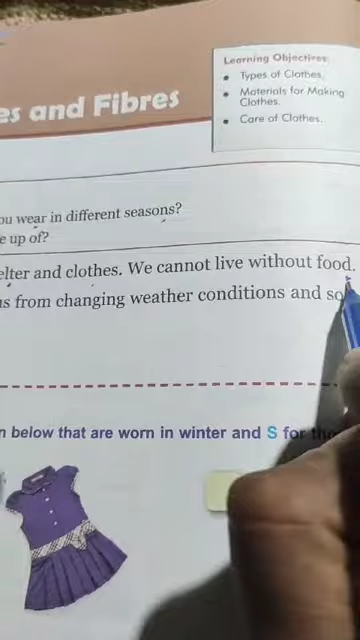 Learning Objectives
• Types of Clothes.
• Materials for Making
Clothes.
• Care of Clothes.
es and Fibres
ou wear in different seasons?
e up of?
elter and clothes. We cannot live without food.
us from changing weather conditions and so
n below that are worn in winter and S for